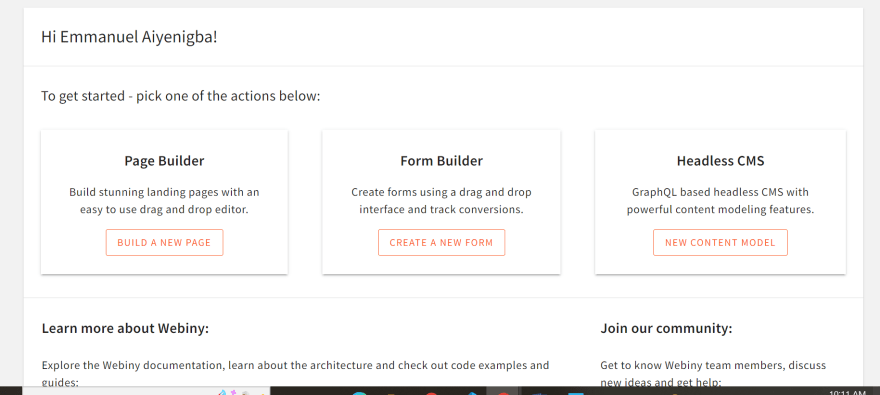 Hi Emmanuel Aiyenigba!
To get started - pick one of the actions below:
Page Builder
Build stunning landing pages with an
easy to use drag and drop editor.
BUILD A NEW PAGE
Form Builder
Create forms using a drag and drop
interface and track conversions.
CREATE A NEW FORM
Headless CMS
GraphQL based headless CMS with
powerful content modeling features.
NEW CONTENT MODEL
Learn more about Webiny:
Explore the Webiny documentation, learn about the architecture and check out code examples and
guides:
Join our community:
Get to know Webiny team members, discuss
new ideas and get help:
10:11 AM